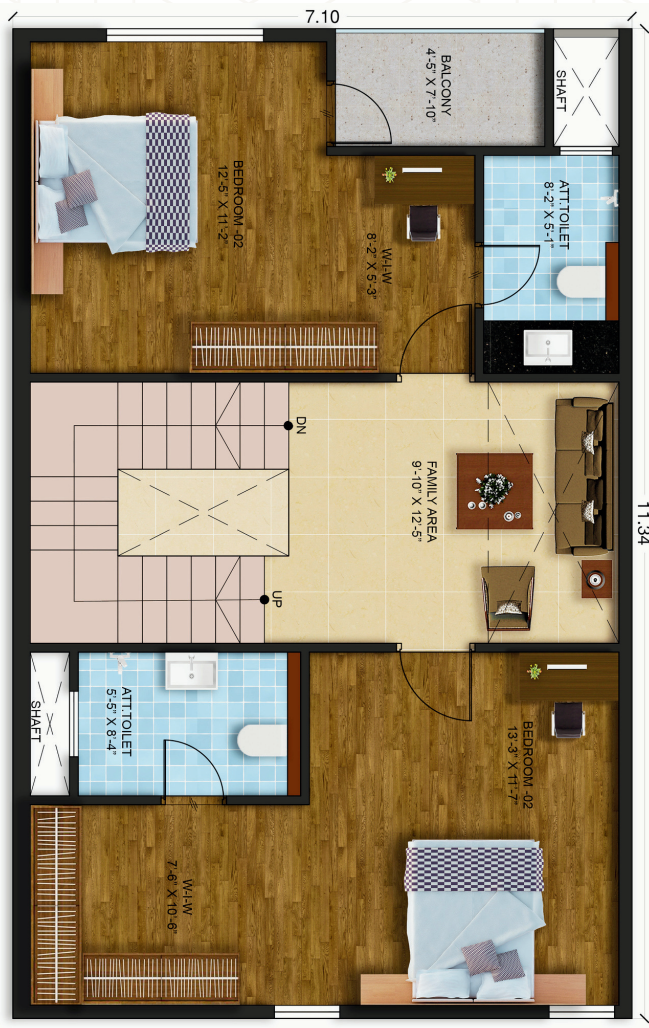 7.10
BALCONY
4'-5" X 7'-10"
SHAFT
BEDROOM -02
12'-5" X 11'-2"
ATT.TOILET
8'-2" X 5'-1"
W-I-W
8'-2" X 5'-3"
DN
FAMILY AREA
9'-10" X 12'-5"
11.34
UP
SHAFT
ATT.TOILET
5'-5" X 8'-4"
BEDROOM -02
13'-3" X 11'-7"
W-I-W
7'-6" X 10'-6"